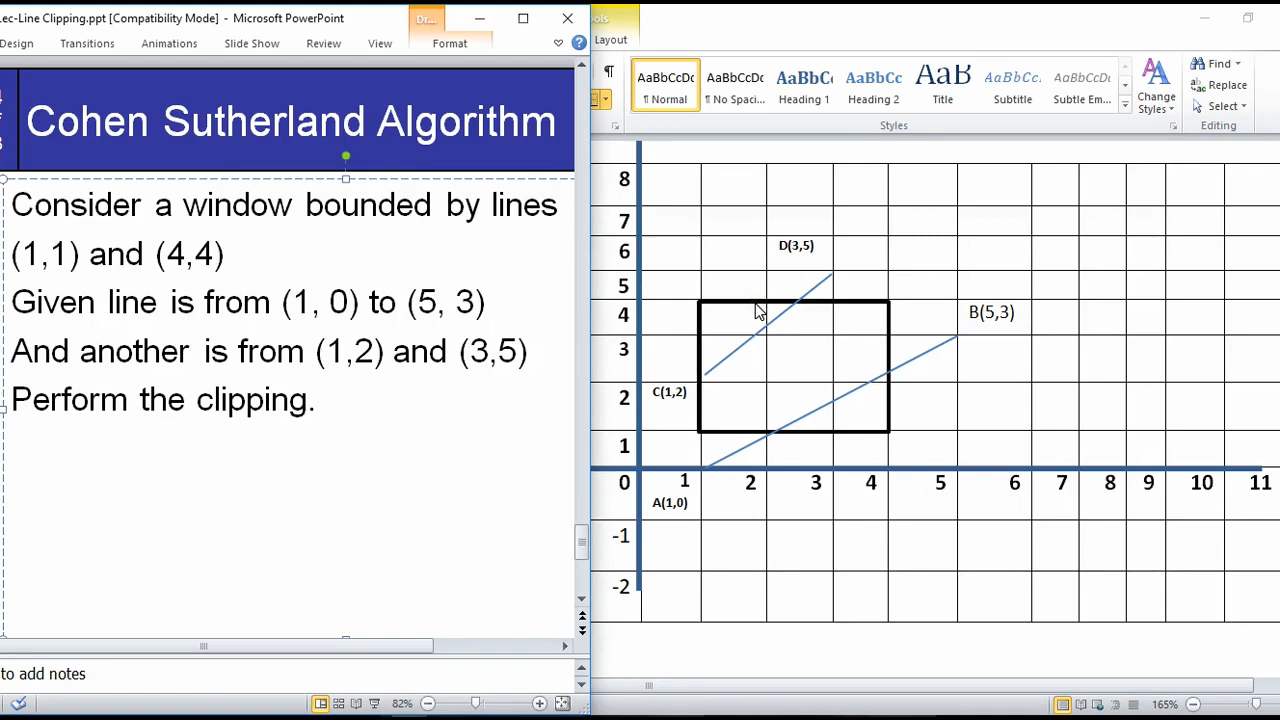 ec-Line Clipping.ppt [Compatibility Mode] - Microsoft PowerPoint
Dr...
Design Transitions Animations Slide Show Review View Format
Cohen Sutherland Algorithm
Consider a window bounded by lines
(1,1) and (4,4)
Given line is from (1, 0) to (5, 3)
And another is from (1,2) and (3,5)
Perform the clipping.
to add notes
82%
ols
Layout
AaBbCcDc AaBbCcDc AaBbC AaBbCc AaB AaBbCc. AaBbCcDc
¶ Normal ¶ No Spaci... Heading 1 Heading 2 Title Subtitle Subtle Em...
Change
Styles
Find
Replace
Select
Styles Editing
8
7
6 D(3,5)
5
4 B(5,3)
3
2 C(1,2)
1
0 1 2 3 4 5 6 7 8 9 10 11
A(1,0)
-1
-2
165%